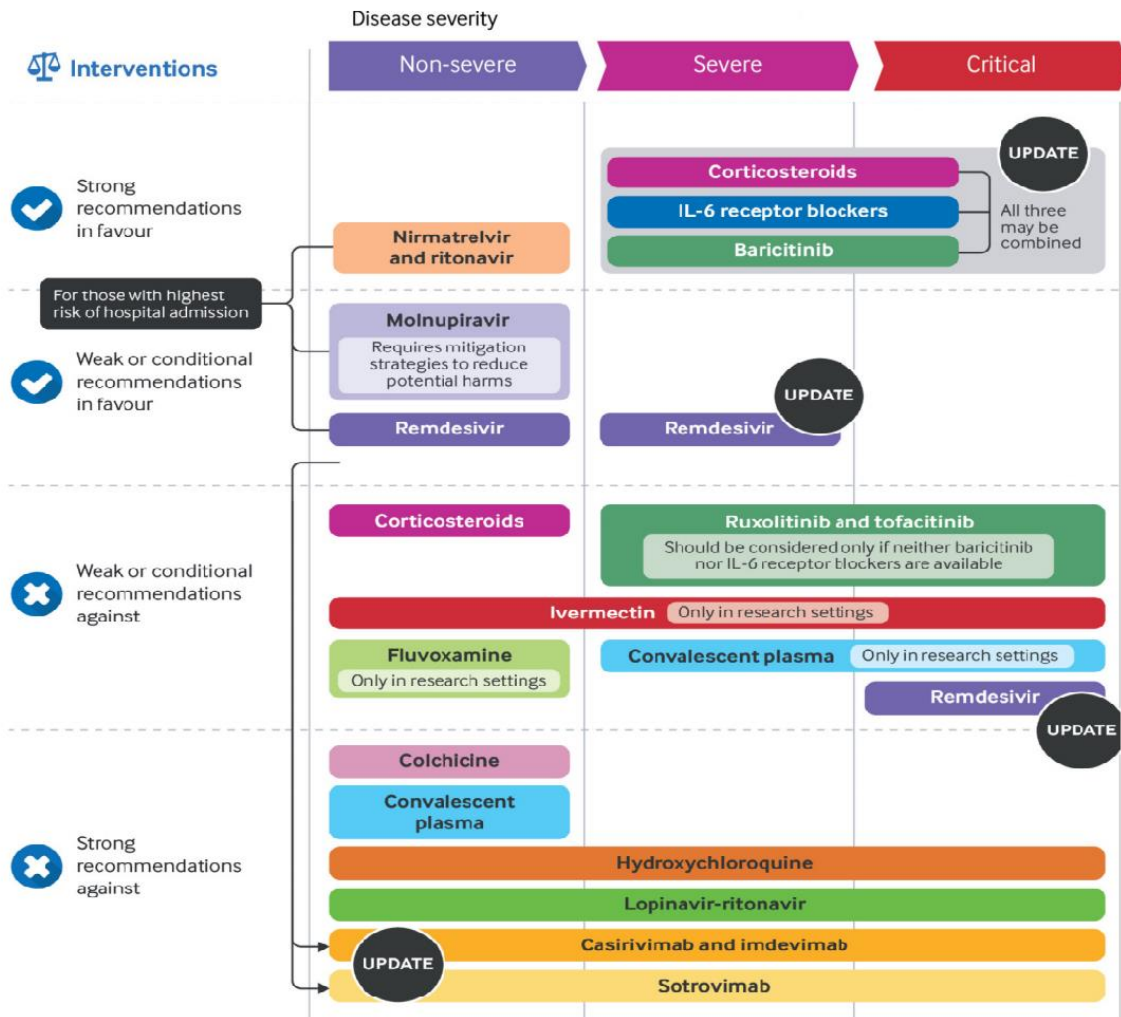 Disease severity
Interventions
Non-severe
Severe
Critical
Strong
recommendations
in favour
UPDATE
Corticosteroids
IL-6 receptor blockers
Baricitinib
All three
may be
combined
Nirmatrelvir
and ritonavir
For those with highest
risk of hospital admission
Weak or conditional
recommendations
in favour
Molnupiravir
Requires mitigation
strategies to reduce
potential harms
Remdesivir
Remdesivir
UPDATE
Weak or conditional
recommendations
against
Corticosteroids
Ruxolitinib and tofacitinib
Should be considered only if neither baricitinib
nor IL-6 receptor blockers are available
Ivermectin Only in research settings
Fluvoxamine
Only in research settings
Convalescent plasma Only in research settings
Remdesivir
UPDATE
Strong
recommendations
against
Colchicine
Convalescent
plasma
Hydroxychloroquine
Lopinavir-ritonavir
Casirivimab and imdevimab
UPDATE
Sotrovimab